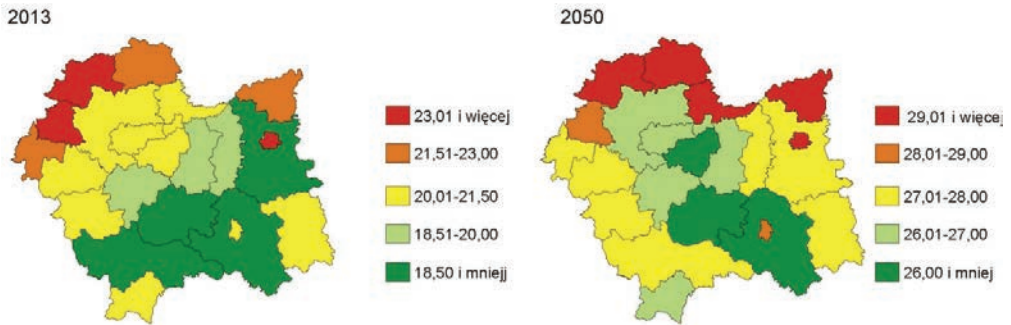 2013
23,01 i więcej
21,51-23,00
20,01-21,50
18,51-20,00
18,50 i mniejj
2050
29,01 i więcej
28,01-29,00
27,01-28,00
26,01-27,00
26,00 i mniej